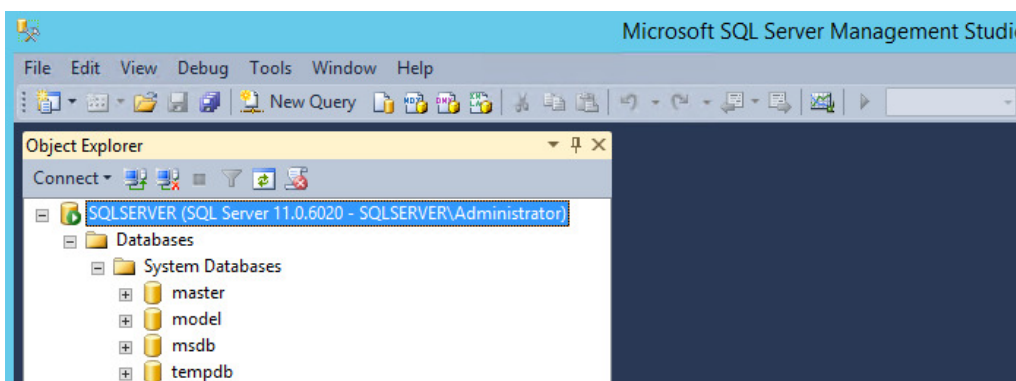 Microsoft SQL Server Management Studi
File Edit View Debug Tools Window Help
New Query
Object Explorer
Connect
SQLSERVER (SQL Server 11.0.6020 - SQLSERVER\Administrator)
Databases
System Databases
master
model
msdb
tempdb